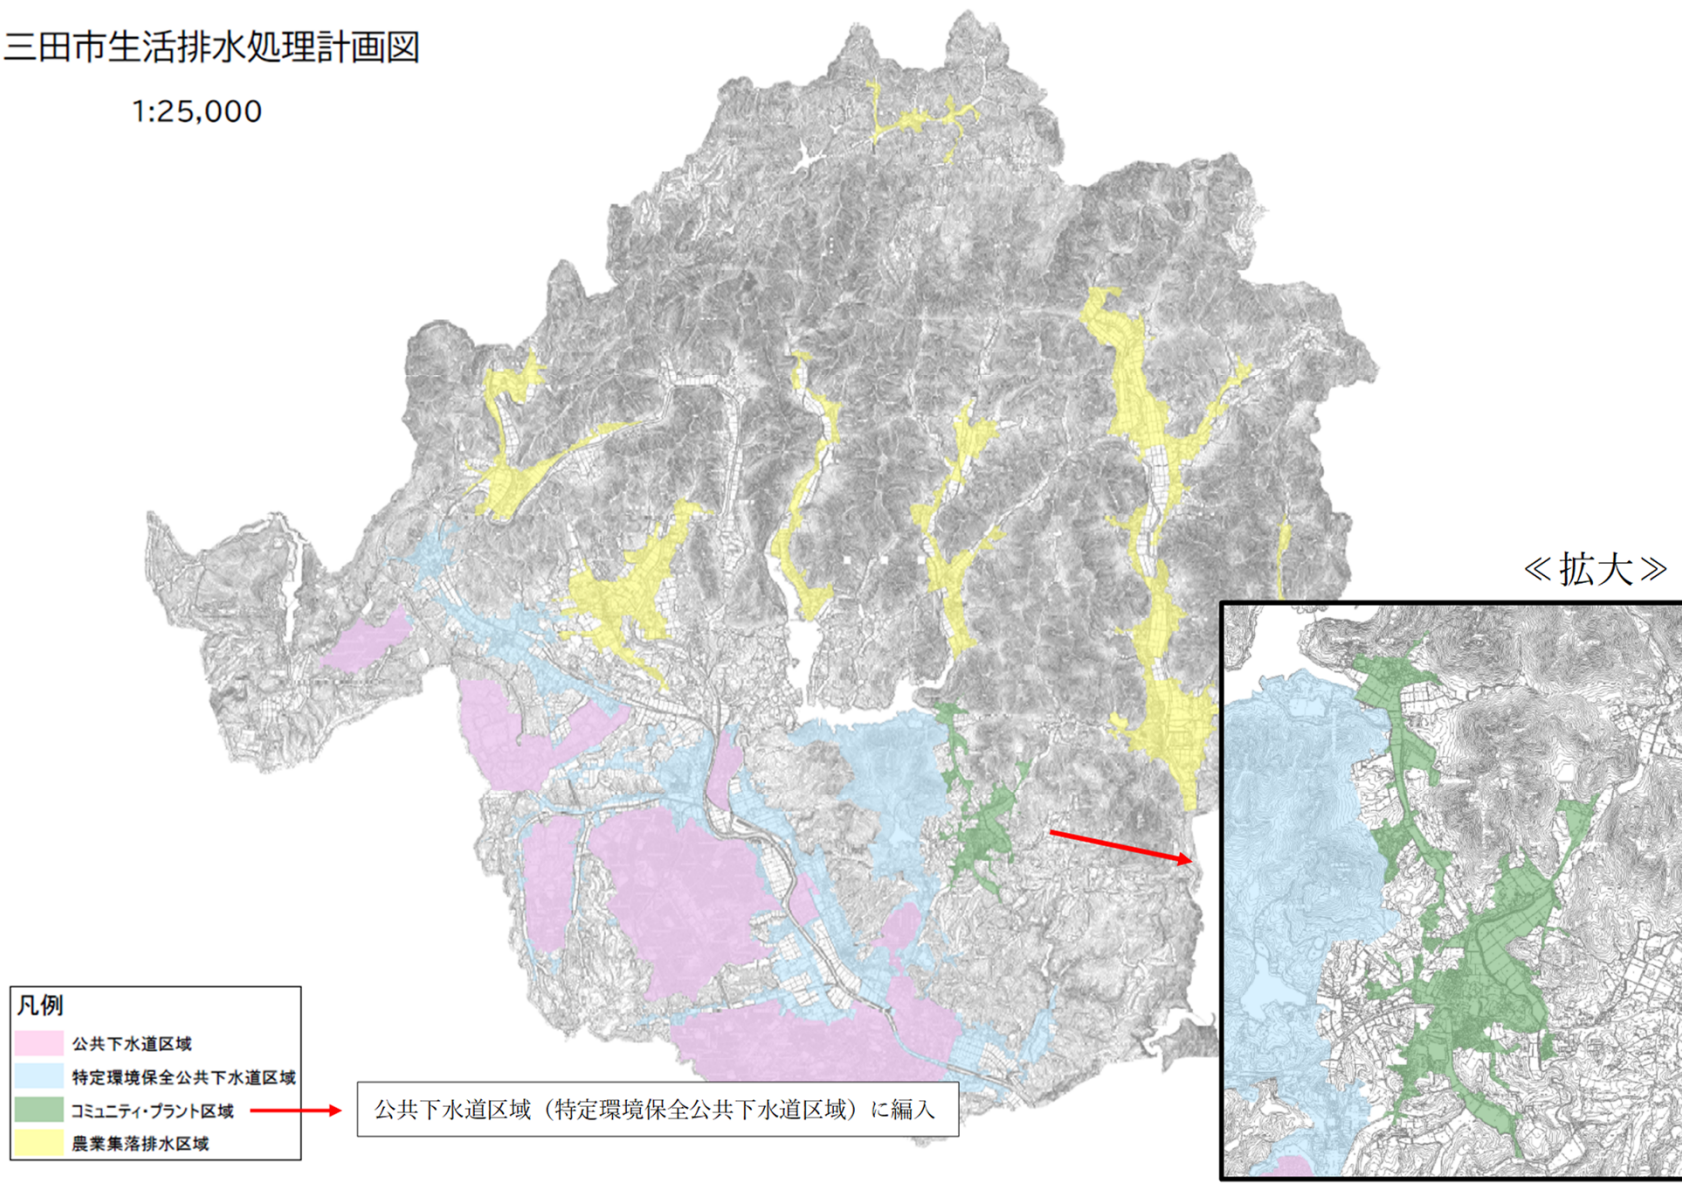 三田市生活排水処理計画図
1:25,000
≪拡大≫
凡例
公共下水道区域
特定環境保全公共下水道区域
コミュニティ・プラント区域
農業集落排水区域
公共下水道区域（特定環境保全公共下水道区域）に編入